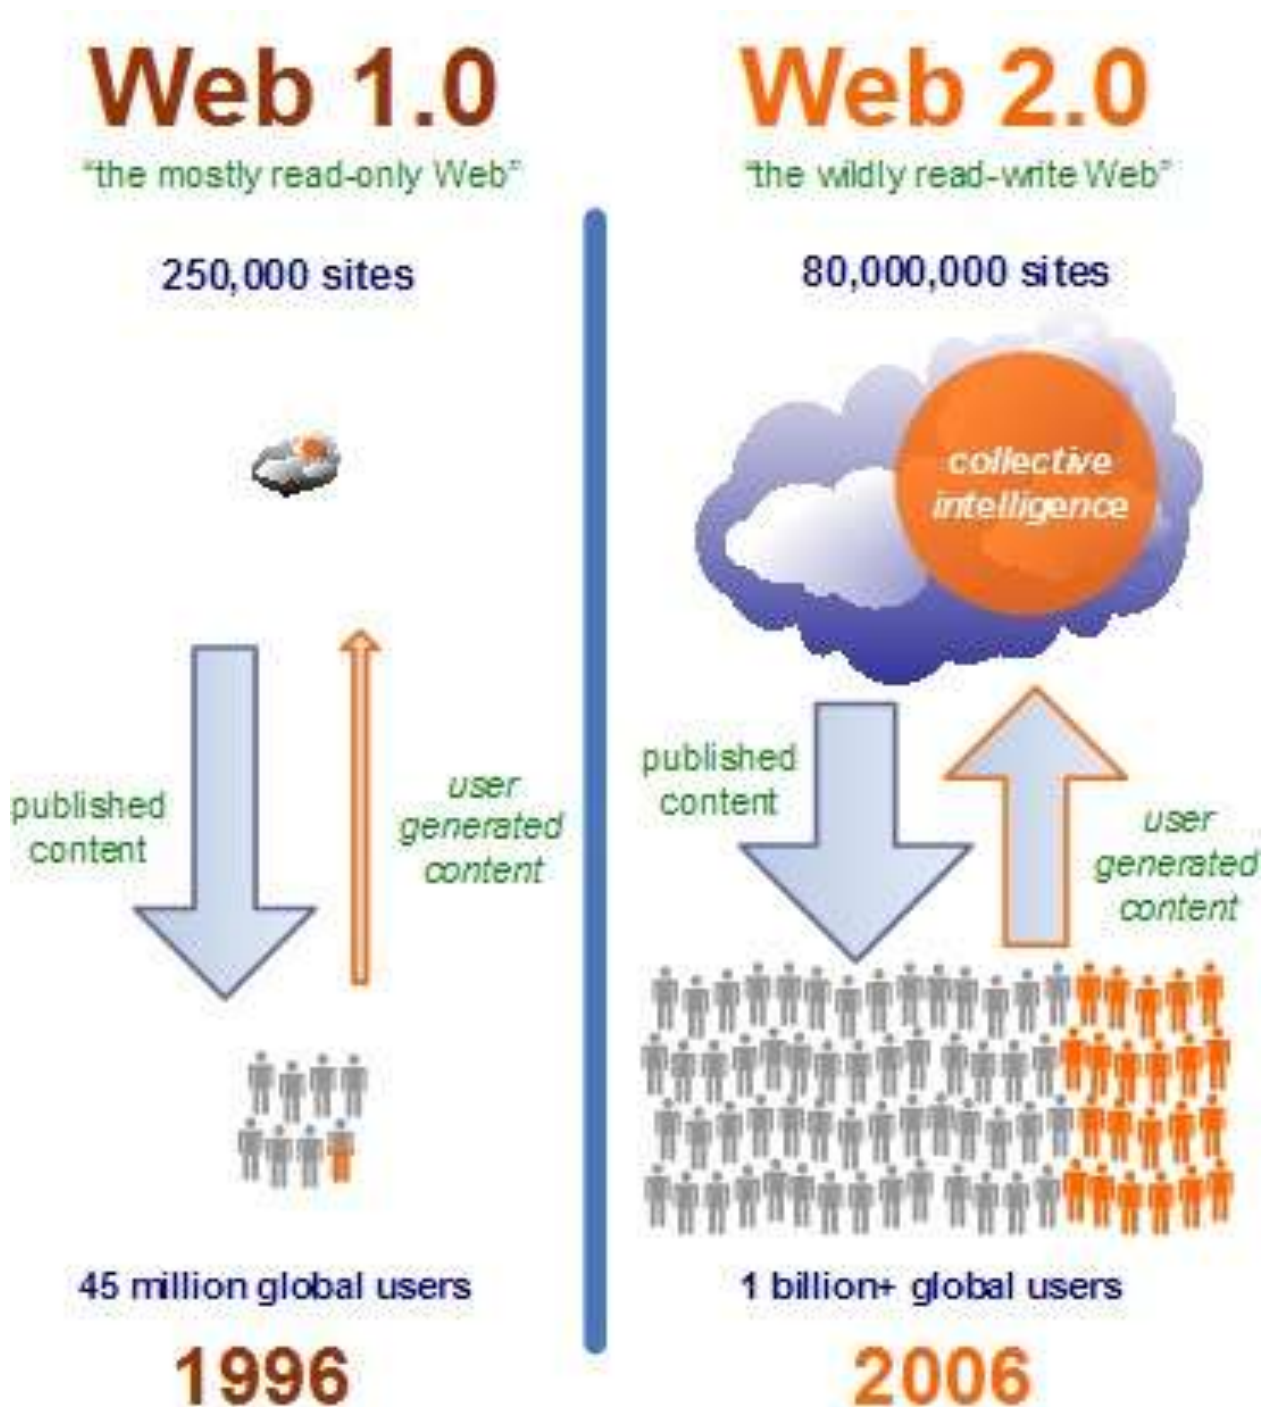 Web 1.0
"the mostly read-only Web"
250,000 sites
published
content
user
generated
content
45 million global users
1996
Web 2.0
"the wildly read-write Web"
80,000,000 sites
collective
intelligence
published
content
user
generated
content
1 billion+ global users
2006